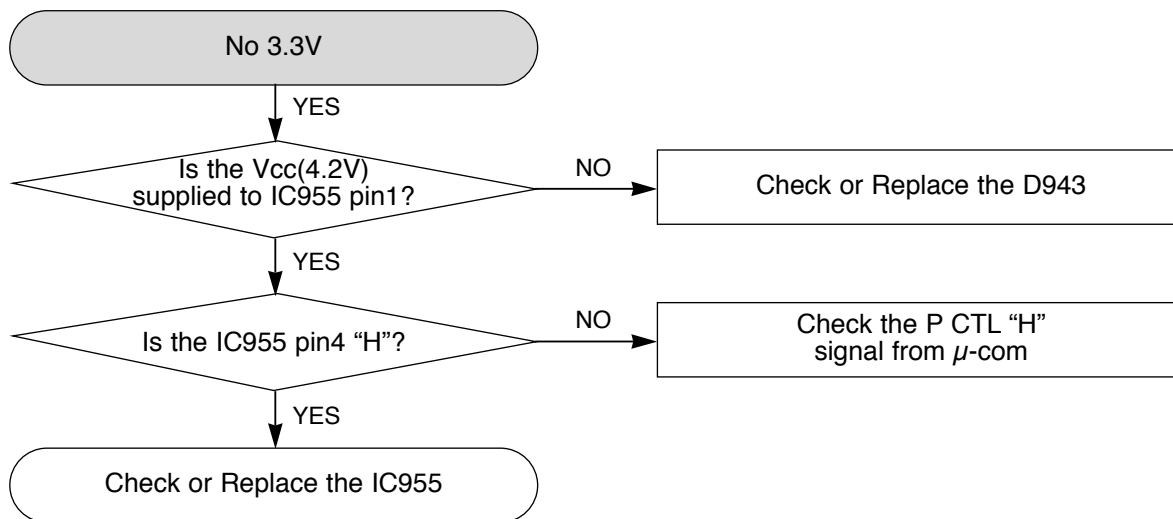 No 3.3V
YES
Is the Vcc(4.2V)
supplied to IC955 pin1?
NO
Check or Replace the D943
YES
Is the IC955 pin4 “H”?
NO
Check the P CTL “H”
signal from µ-com
YES
Check or Replace the IC955